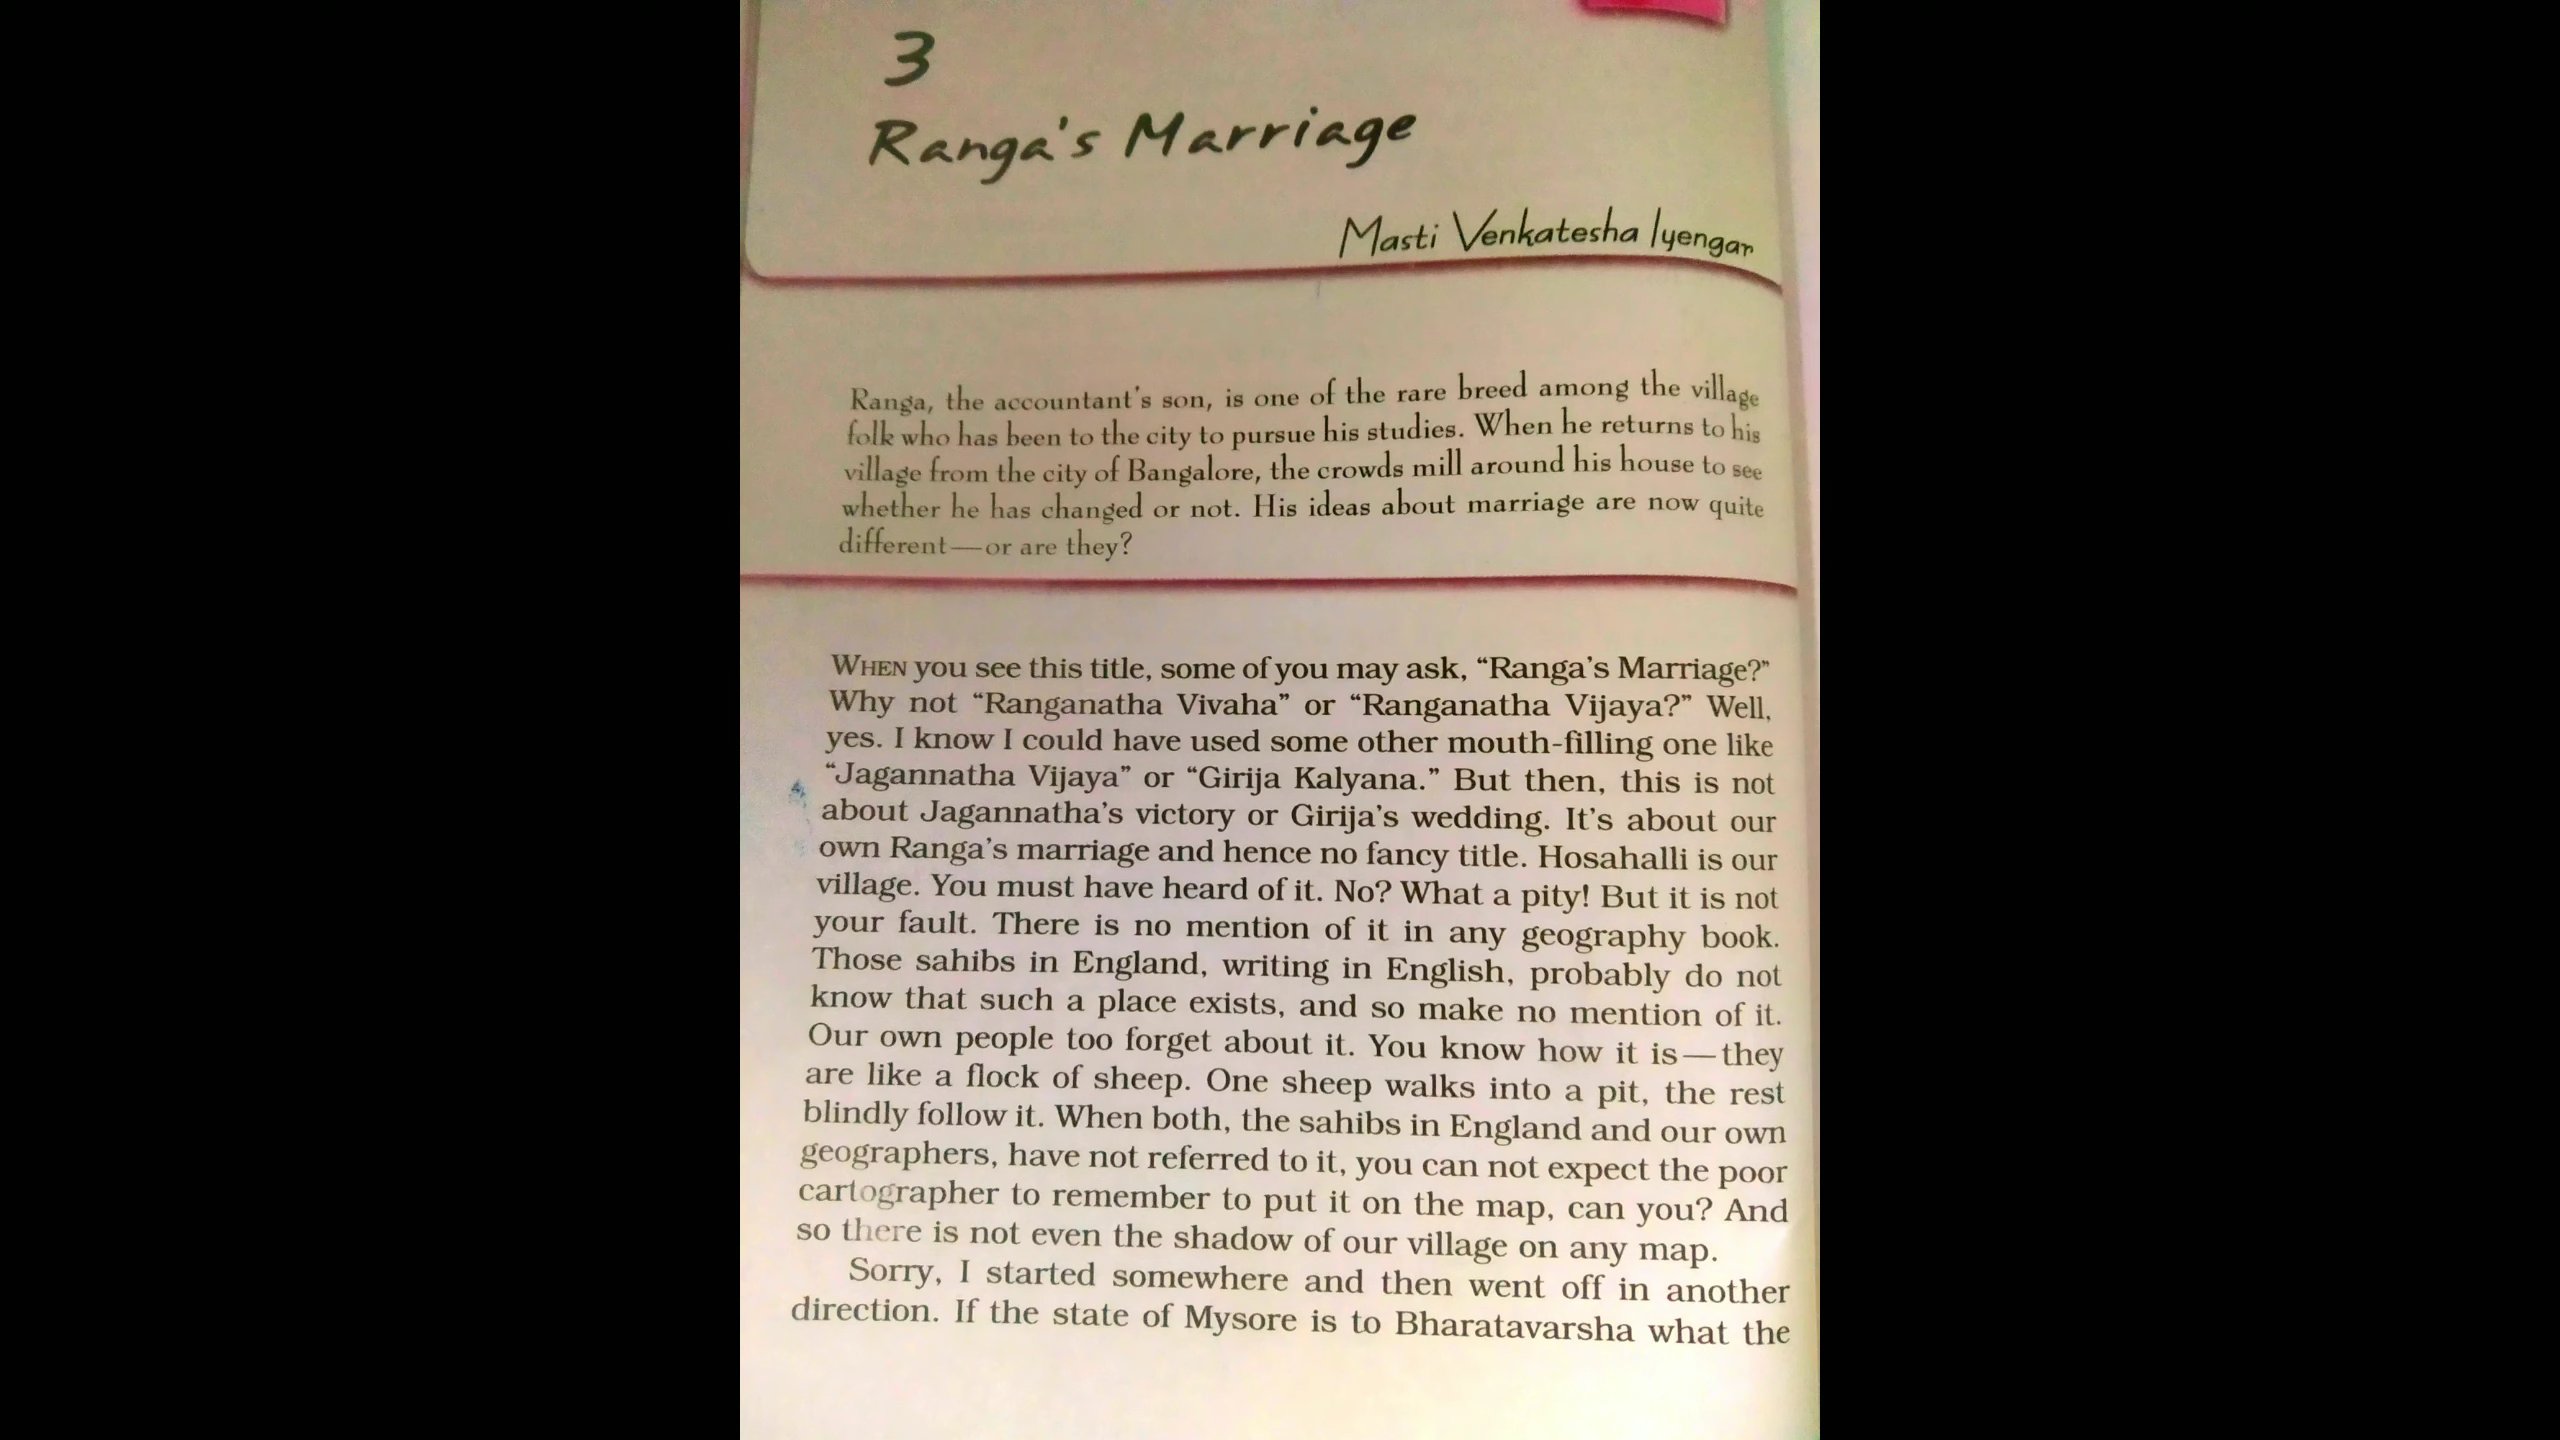 3
Ranga's Marriage
Masti Venkatesha Iyengar
Ranga, the accountant's son, is one of the rare breed among the village
folk who has been to the city to pursue his studies. When he returns to his
village from the city of Bangalore, the crowds mill around his house to see
whether he has changed or not. His ideas about marriage are now quite
different—or are they?
WHEN you see this title, some of you may ask, “Ranga's Marriage?”
Why not “Ranganatha Vivaha” or “Ranganatha Vijaya?” Well,
yes. I know I could have used some other mouth-filling one like
“Jagannatha Vijaya” or “Girija Kalyana.” But then, this is not
about Jagannatha's victory or Girija's wedding. It's about our
own Ranga's marriage and hence no fancy title. Hosahalli is our
village. You must have heard of it. No? What a pity! But it is not
your fault. There is no mention of it in any geography book.
Those sahibs in England, writing in English, probably do not
know that such a place exists, and so make no mention of it.
Our own people too forget about it. You know how it is—they
are like a flock of sheep. One sheep walks into a pit, the rest
blindly follow it. When both, the sahibs in England and our own
geographers, have not referred to it, you can not expect the poor
cartographer to remember to put it on the map, can you? And
so there is not even the shadow of our village on any map.
Sorry, I started somewhere and then went off in another
direction. If the state of Mysore is to Bharatavarsha what the